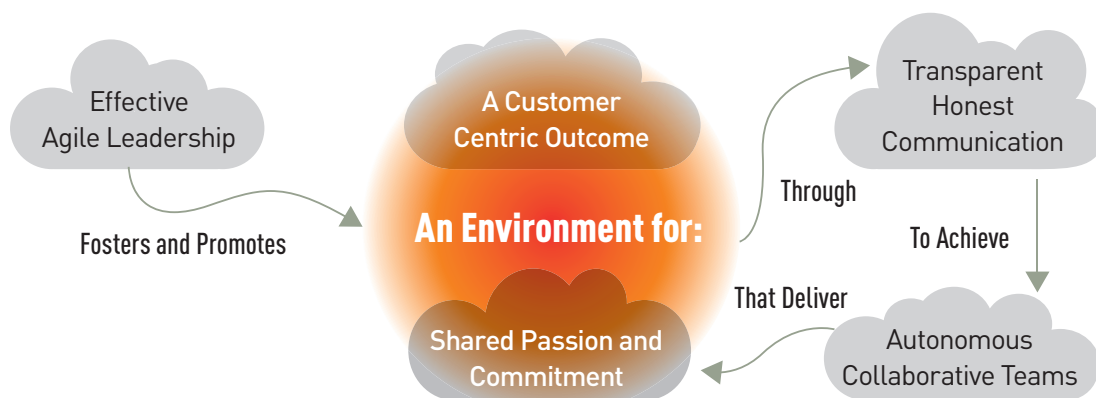 Effective
Agile Leadership
Fosters and Promotes
A Customer
Centric Outcome
An Environment for:
Shared Passion and
Commitment
Through
Transparent
Honest
Communication
To Achieve
Autonomous
Collaborative Teams
That Deliver